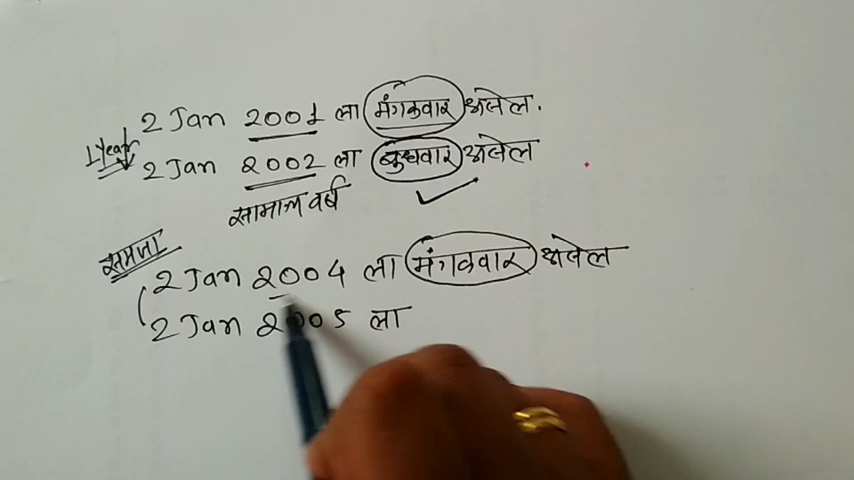 2 Jan 2001 ला मंगळवार असेल.
1 Year
2 Jan 2002 ला बुधवार असेल
सामान्य वर्ष
समजा
2 Jan 2004 ला मंगळवार असेल
2 Jan 2005 ला